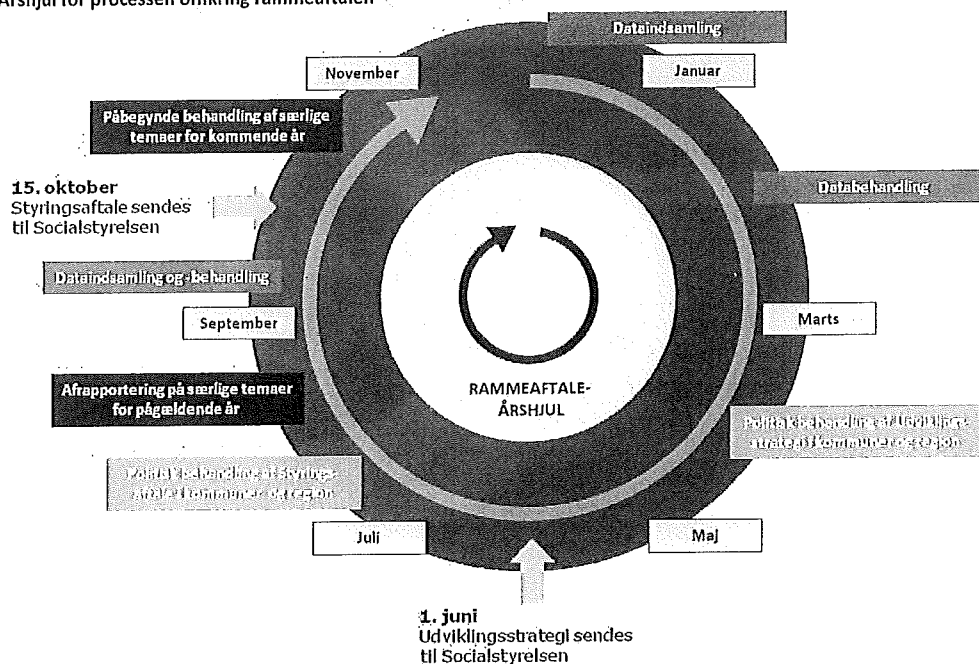 Årshjul for processen omkring rammeaftalen
Dataindsamling
November
Januar
Påbegynde behandling af særlige
temaer for kommende år
15. oktober
Styringsaftale sendes
til Socialstyrelsen
Databehandling
Dataindsamling og -behandling
September
Marts
RAMMEAFTALE-
ÅRSHJUL
Afrapportering på særlige temaer
for pågældende år
Politisk behandling af Udviklings-
strategi i kommuner og region
Politisk behandling af Styrings-
aftale i kommuner og region
Juli
Maj
1. juni
Udviklingsstrategi sendes
til Socialstyrelsen